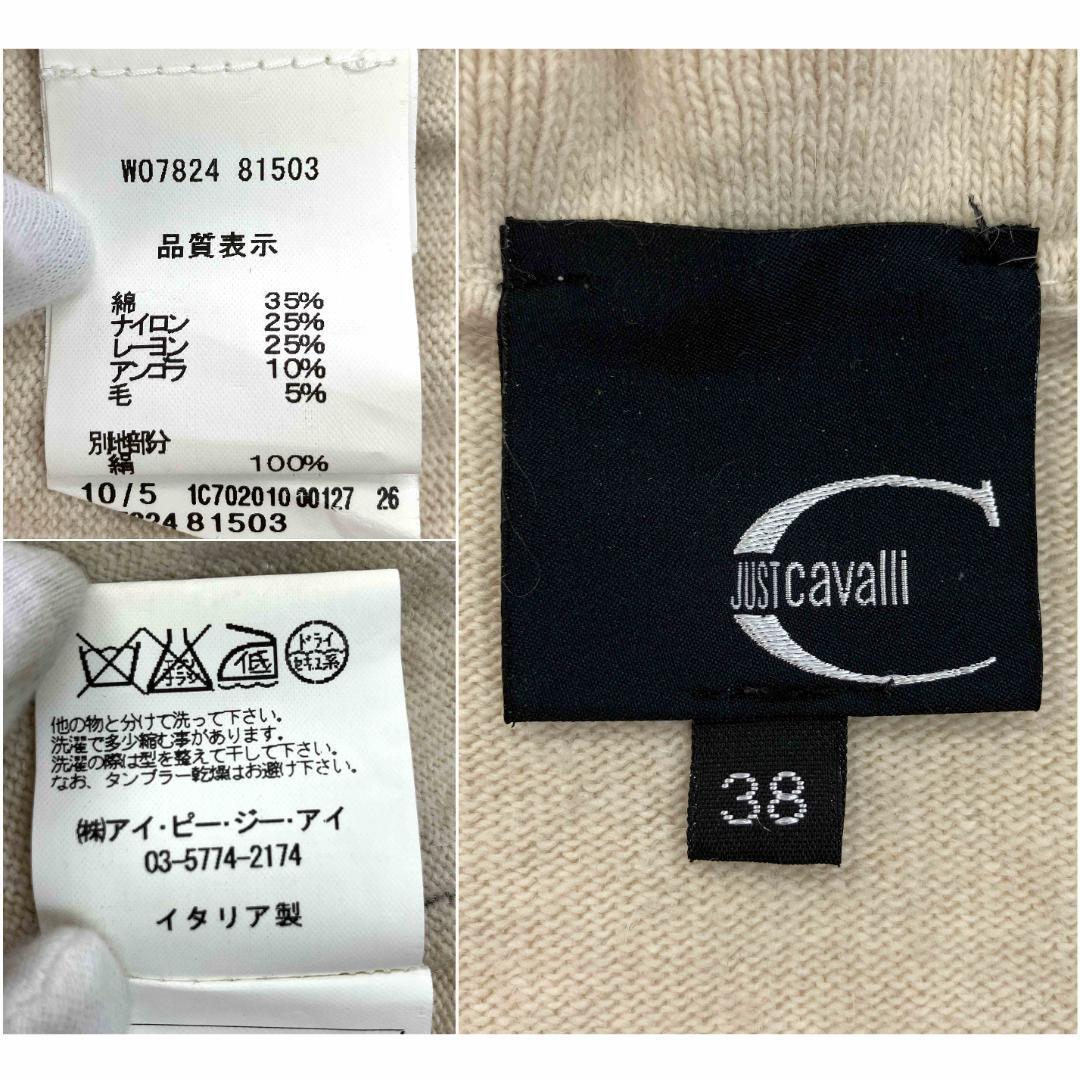 W07824 81503
品質表示
綿 35%
ナイロン 25%
レーヨン 25%
アンゴラ 10%
毛 5%
別地部分
絹 100%
10/5 1C702010 00127 26
81503
低
ドライ
セキユ系
他の物と分けて洗って下さい。
洗濯で多少縮む事があります。
洗濯の際は型を整えて干して下さい。
なお、タンブラー乾燥はお避け下さい。
㈱アイ・ピー・ジー・アイ
03-5774-2174
イタリア製
JUST cavalli
38